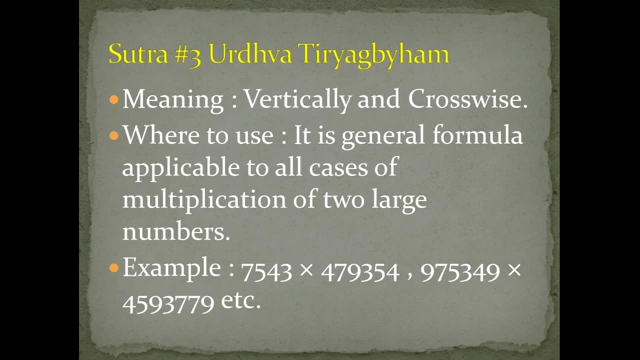 Sutra #3 Urdhva Tiryagbyham
• Meaning : Vertically and Crosswise.
• Where to use : It is general formula
applicable to all cases of
multiplication of two large
numbers.
• Example : 7543 × 479354 , 975349 ×
4593779 etc.